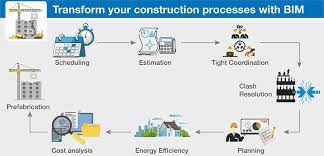 Transform your construction processes with BIM
Scheduling
Estimation
Tight Coordination
Clash
Resolution
Prefabrication
Cost analysis
Energy Efficiency
Planning